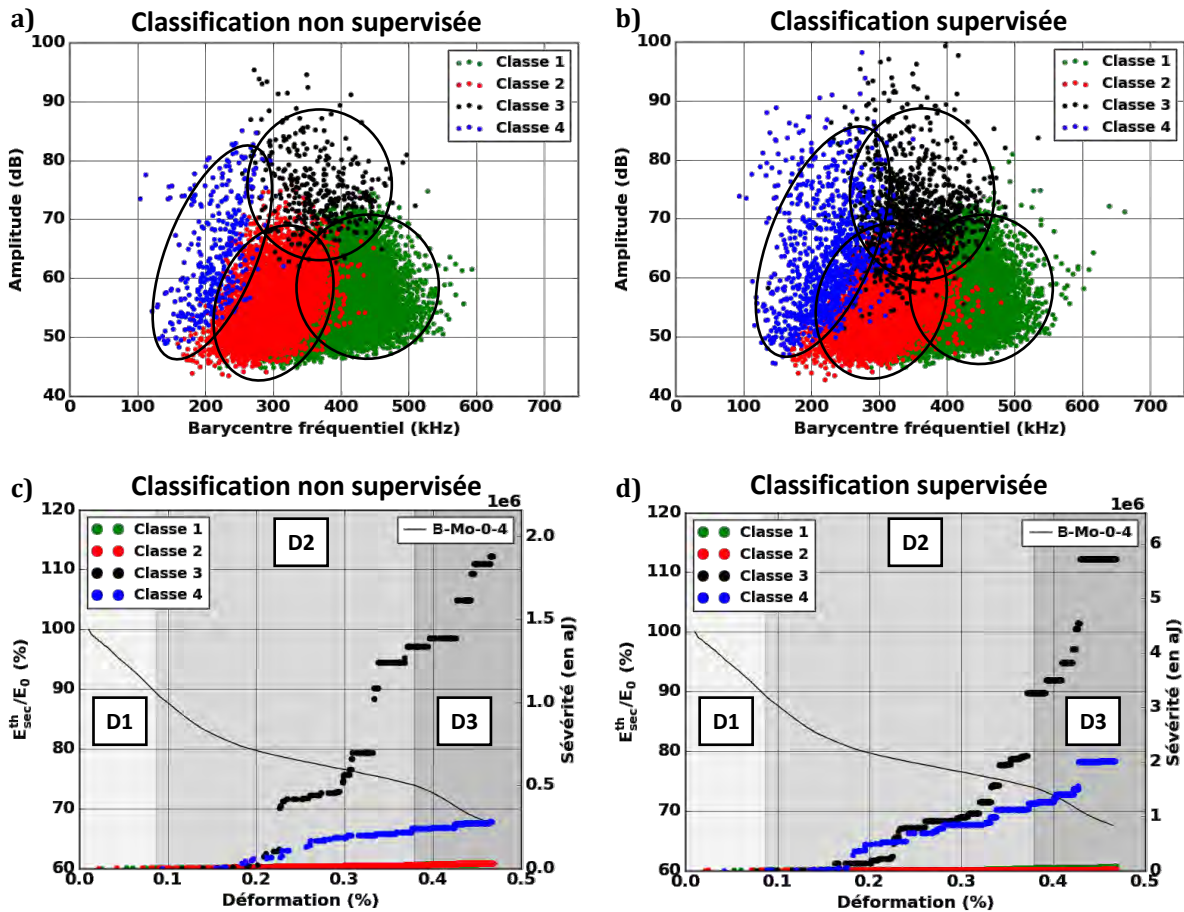 a)
Classification non supervisée
100
90
80
70
60
50
40
Amplitude (dB)
Classe 1
Classe 2
Classe 3
Classe 4
0 100 200 300 400 500 600 700
Barycentre fréquentiel (kHz)
b)
Classification supervisée
100
90
80
70
60
50
40
Amplitude (dB)
Classe 1
Classe 2
Classe 3
Classe 4
0 100 200 300 400 500 600 700
Barycentre fréquentiel (kHz)
c)
Classification non supervisée
1e6
120
110
100
90
80
70
60
E_sec^th/E_0 (%)
Classe 1
Classe 2
Classe 3
Classe 4
B-Mo-0-4
D1
D2
D3
2.0
1.5
1.0
0.5
0.0
Sévérité (en aJ)
0.0 0.1 0.2 0.3 0.4 0.5
Déformation (%)
d)
Classification supervisée
1e6
120
110
100
90
80
70
60
E_sec^th/E_0 (%)
Classe 1
Classe 2
Classe 3
Classe 4
B-Mo-0-4
D1
D2
D3
6
5
4
3
2
1
0
Sévérité (en aJ)
0.0 0.1 0.2 0.3 0.4 0.5
Déformation (%)